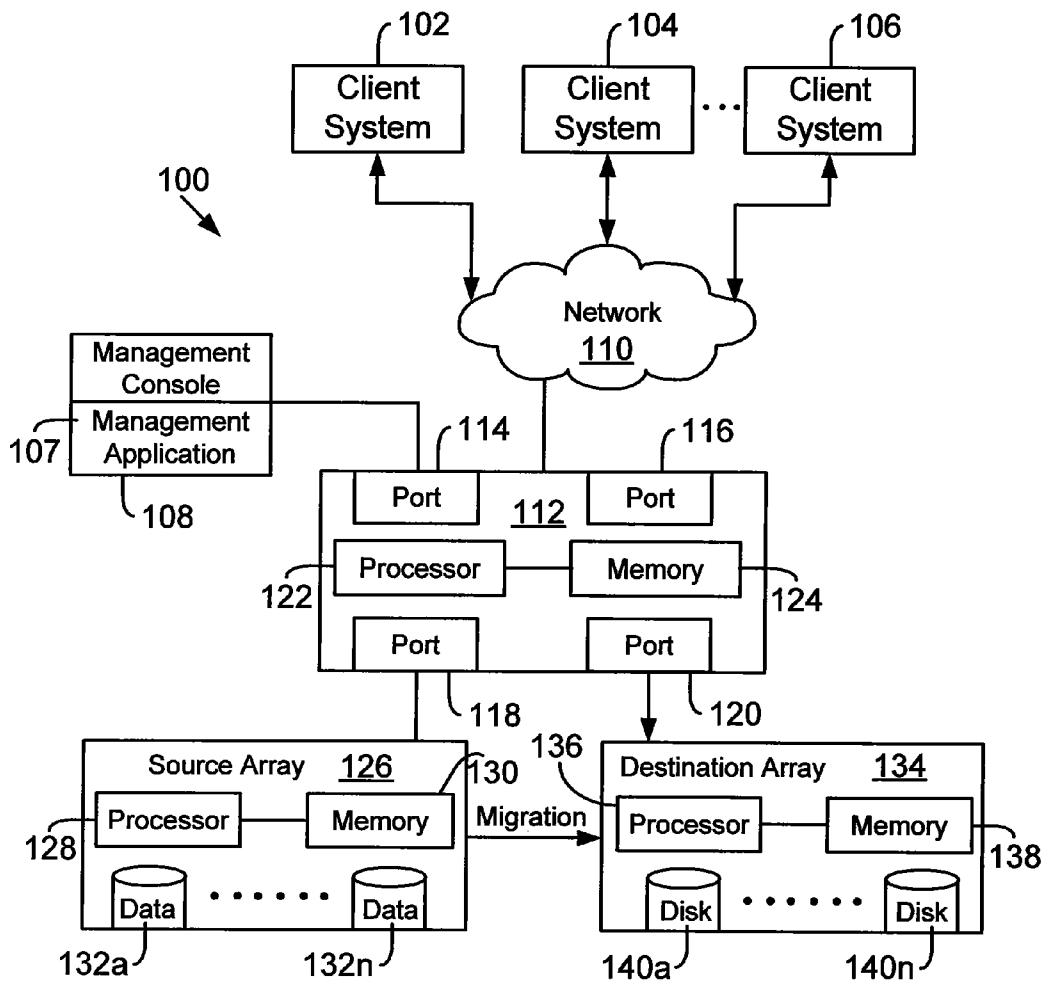 102
104
106
Client
System
Client
System
Client
System
100
Network
110
Management
Console
Management
Application
107
108
114
116
Port
112
Port
Processor
Memory
122
124
Port
Port
118
120
Source Array
126
130
136
Destination Array
134
Processor
Memory
Migration
Processor
Memory
128
138
Data
Data
Disk
Disk
132a
132n
140a
140n